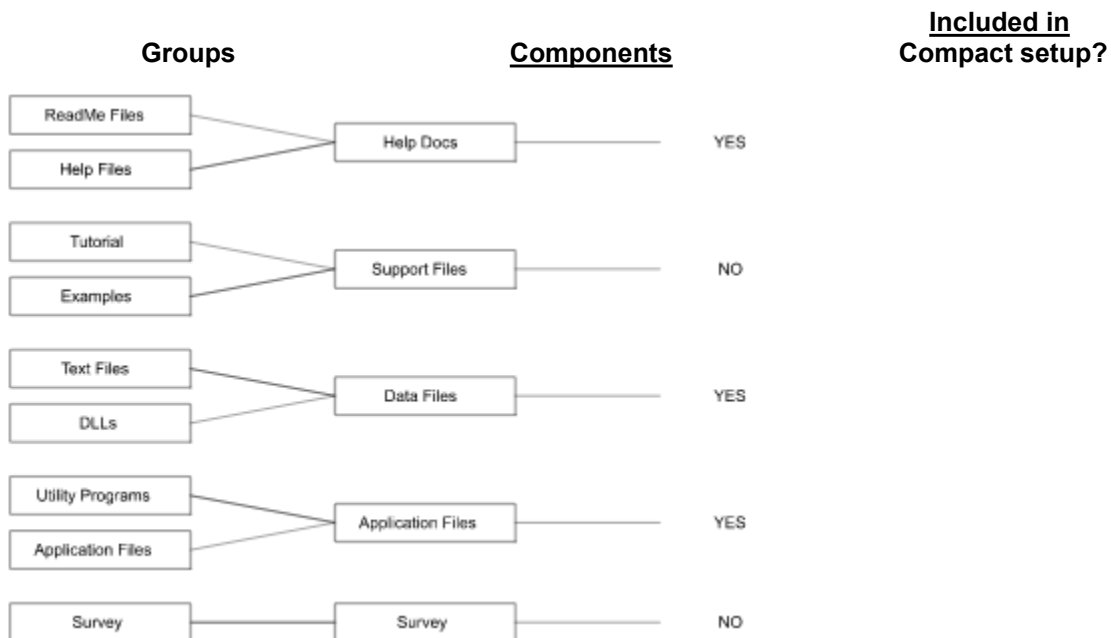 Groups
Components
Included in
Compact setup?
ReadMe Files
Help Files
Help Docs
YES
Tutorial
Examples
Support Files
NO
Text Files
DLLs
Data Files
YES
Utility Programs
Application Files
Application Files
YES
Survey
Survey
NO